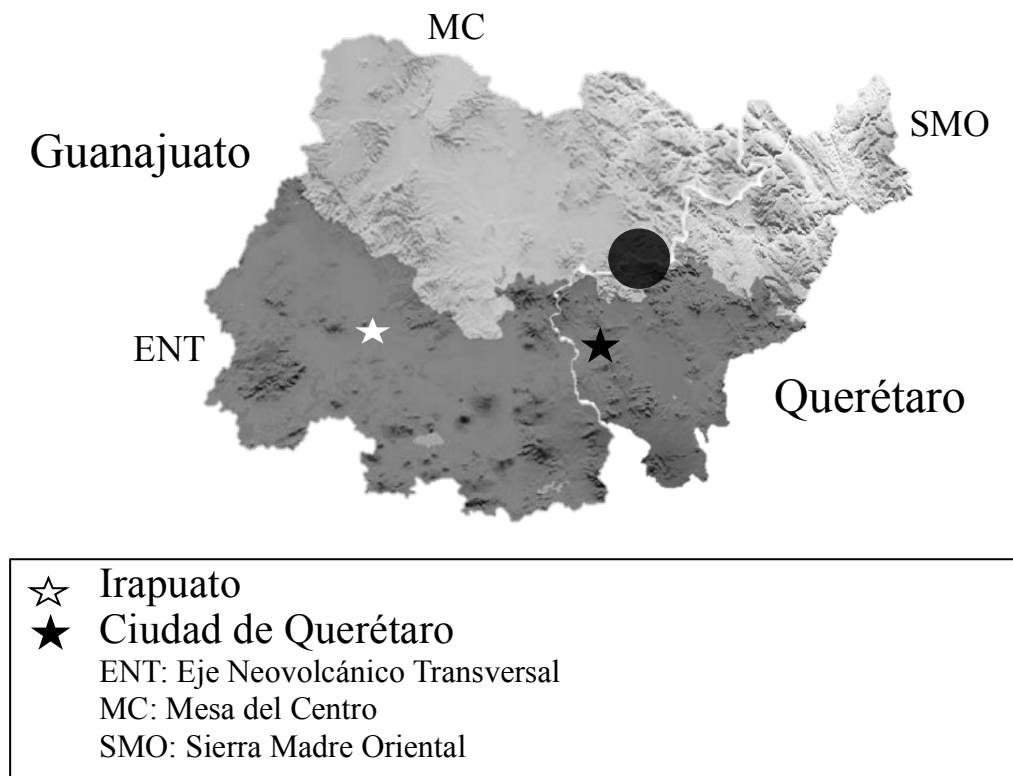 MC
SMO
Guanajuato
ENT
Querétaro
Irapuato
Ciudad de Querétaro
ENT: Eje Neovolcánico Transversal
MC: Mesa del Centro
SMO: Sierra Madre Oriental